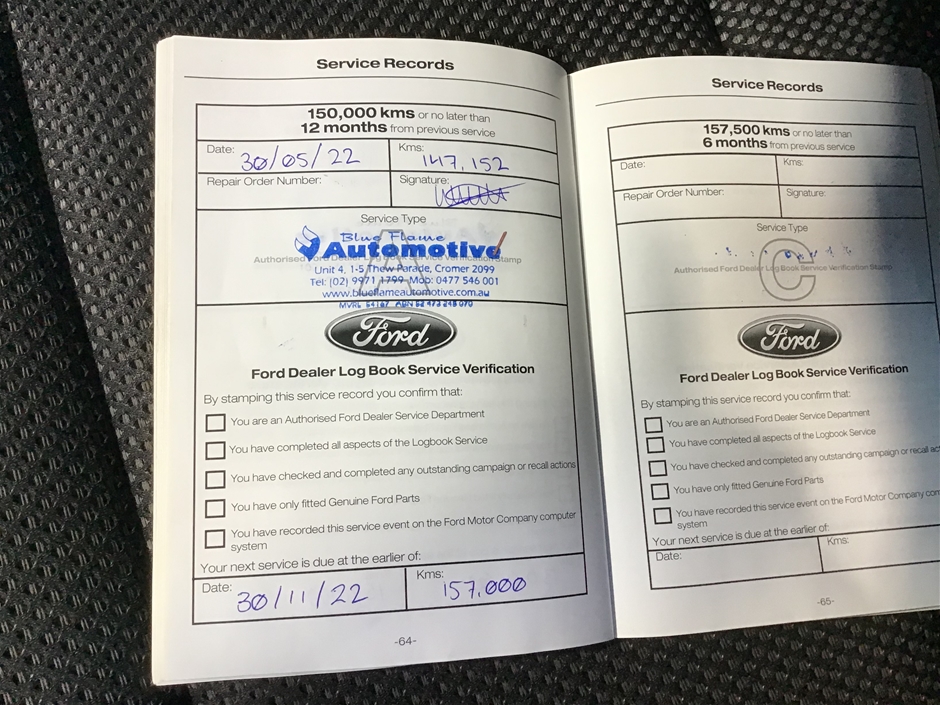 Service Records
150,000 kms or no later than
12 months from previous service
Date: 30/05/22
Kms: 147,152
Repair Order Number:
Signature:
Service Type
A
Blue Flame
Automotive
Authorised Ford Dealer Log Book Service Verification Stamp
Unit 4, 1-5 Thew Parade, Cromer 2099
Tel: (02) 9971 1799 Mob: 0477 546 001
www.blueflameautomotive.com.au
MVRL 54167 ABN 52 473 248 070
Ford
Ford Dealer Log Book Service Verification
By stamping this service record you confirm that:
You are an Authorised Ford Dealer Service Department
You have completed all aspects of the Logbook Service
You have checked and completed any outstanding campaign or recall actions
You have only fitted Genuine Ford Parts
You have recorded this service event on the Ford Motor Company computer
system
Your next service is due at the earlier of:
Date: 30/11/22
Kms: 157,000
-64-
Service Records
157,500 kms or no later than
6 months from previous service
Date:
Kms:
Repair Order Number:
Signature:
Service Type
C
Authorised Ford Dealer Log Book Service Verification Stamp
Ford
Ford Dealer Log Book Service Verification
By stamping this service record you confirm that:
You are an Authorised Ford Dealer Service Department
You have completed all aspects of the Logbook Service
You have checked and completed any outstanding campaign or recall act
You have only fitted Genuine Ford Parts
You have recorded this service event on the Ford Motor Company com
system
Your next service is due at the earlier of:
Date:
Kms:
-65-